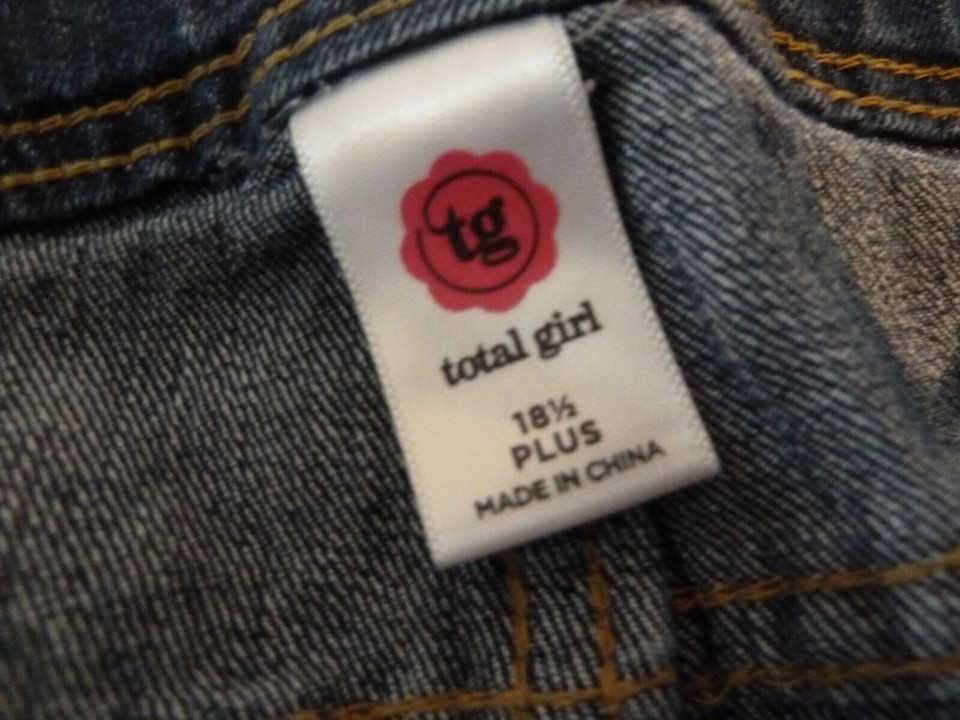 tg
total girl
18½
PLUS
MADE IN CHINA